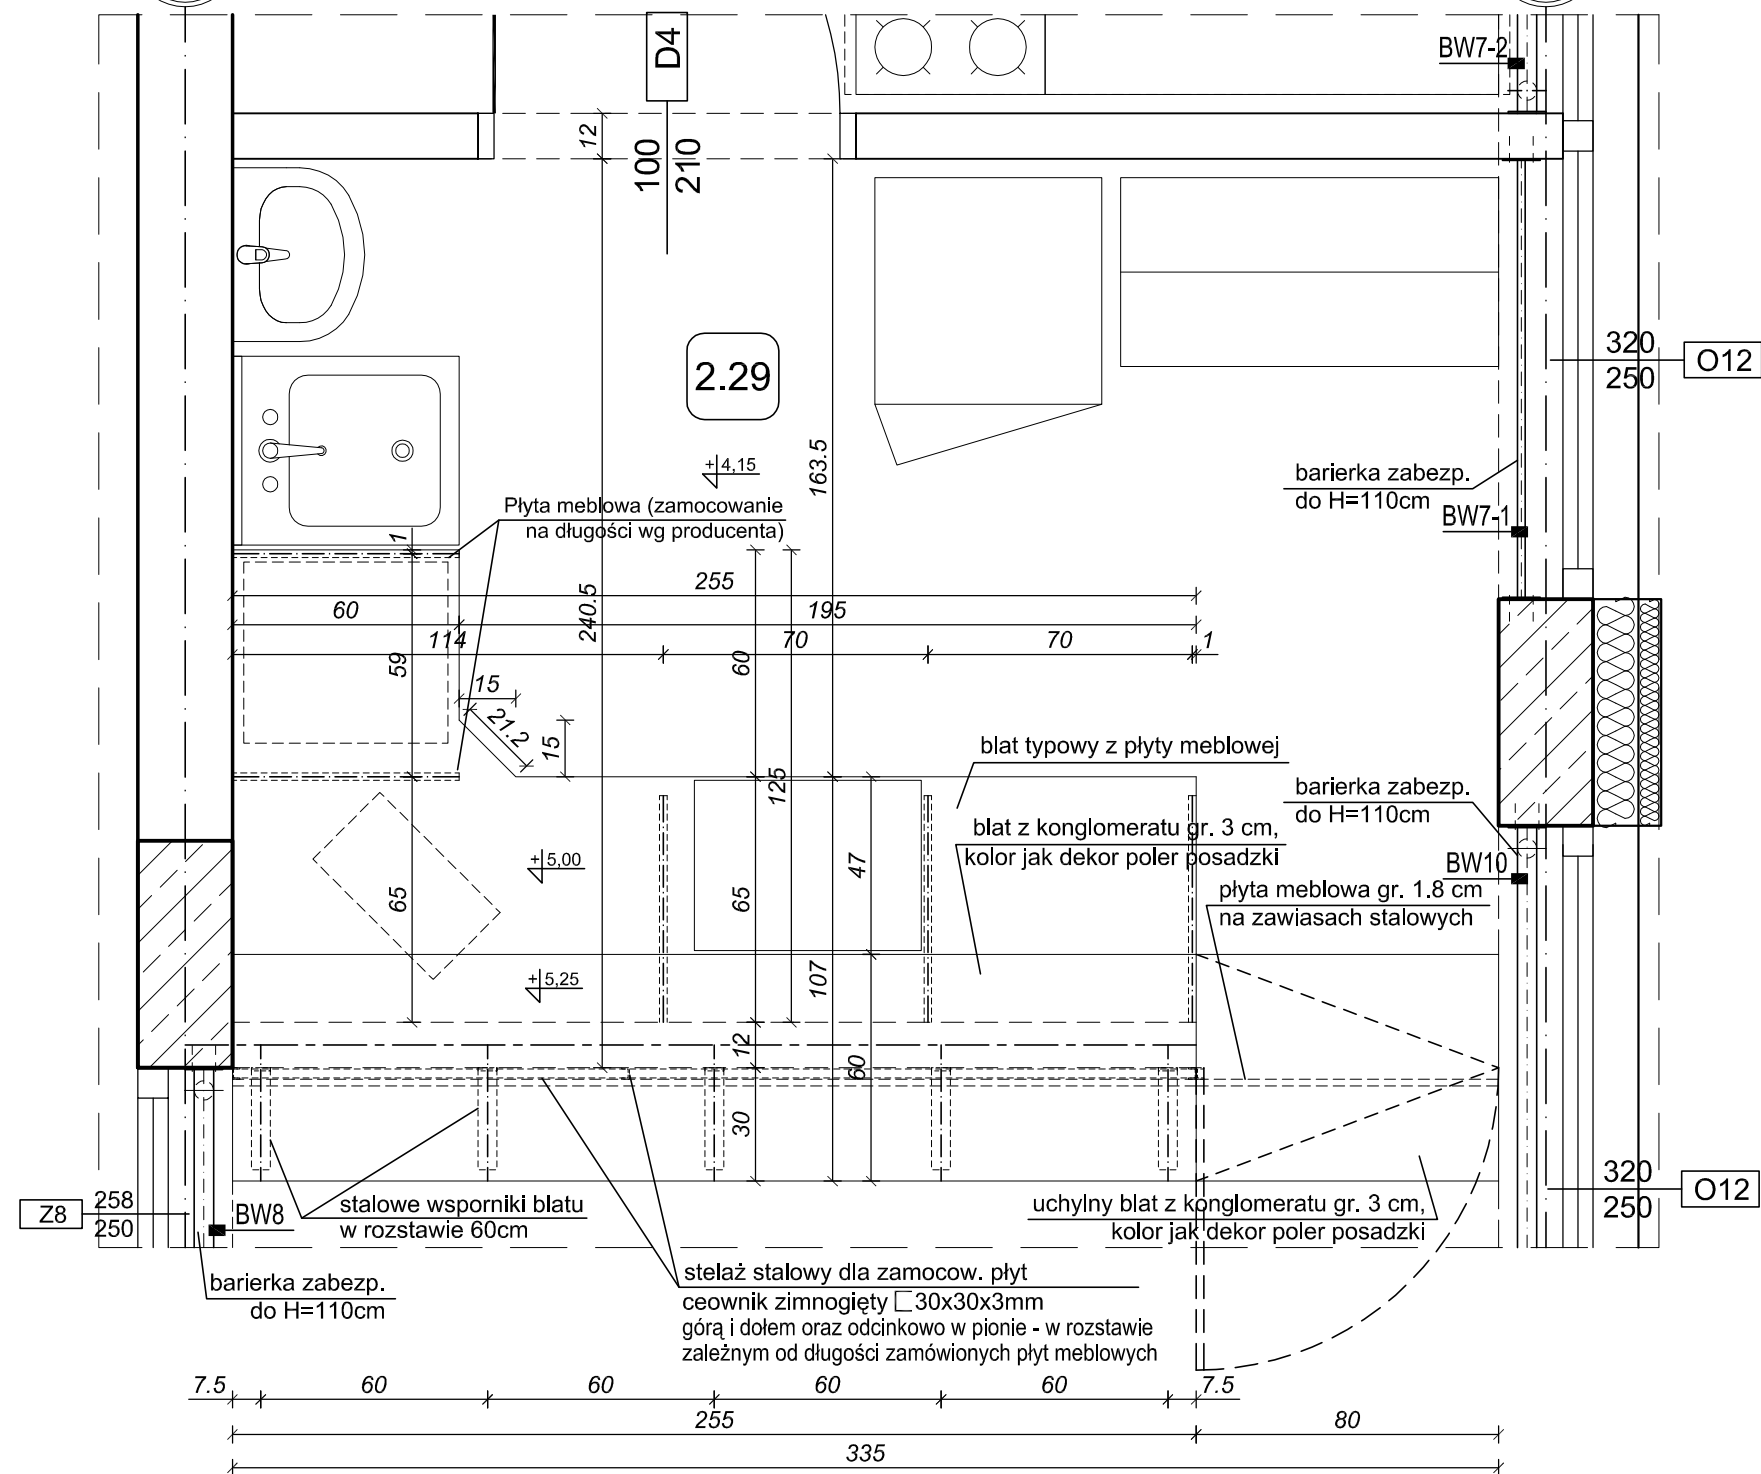 D4
100
210
12
BW7-2
2.29
+4,15
163.5
320
250
O12
barierka zabezp.
do H=110cm
BW7-1
Płyta meblowa (zamocowanie
na długości wg producenta)
1
255
60
195
240.5
114
70
70
1
59
60
15
21.2
15
125
blat typowy z płyty meblowej
barierka zabezp.
do H=110cm
blat z konglomeratu gr. 3 cm,
kolor jak dekor poler posadzki
+5,00
47
BW10
65
65
płyta meblowa gr. 1.8 cm
na zawiasach stalowych
+5,25
107
12
60
30
320
250
O12
Z8
258
250
BW8
stalowe wsporniki blatu
w rozstawie 60cm
uchylny blat z konglomeratu gr. 3 cm,
kolor jak dekor poler posadzki
barierka zabezp.
do H=110cm
stelaż stalowy dla zamocow. płyt
ceownik zimnogięty 30x30x3mm
górą i dołem oraz odcinkowo w pionie - w rozstawie
zależnym od długości zamówionych płyt meblowych
7.5
60
60
60
60
7.5
255
80
335